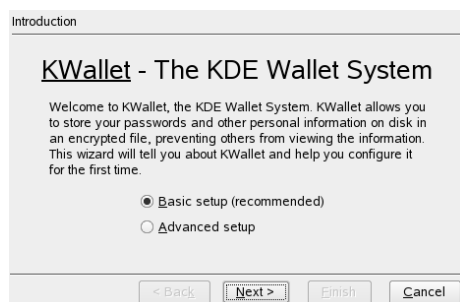 Introduction
KWallet - The KDE Wallet System
Welcome to KWallet, the KDE Wallet System. KWallet allows you
to store your passwords and other personal information on disk in
an encrypted file, preventing others from viewing the information.
This wizard will tell you about KWallet and help you configure it
for the first time.
Basic setup (recommended)
Advanced setup
< Back Next > Finish Cancel